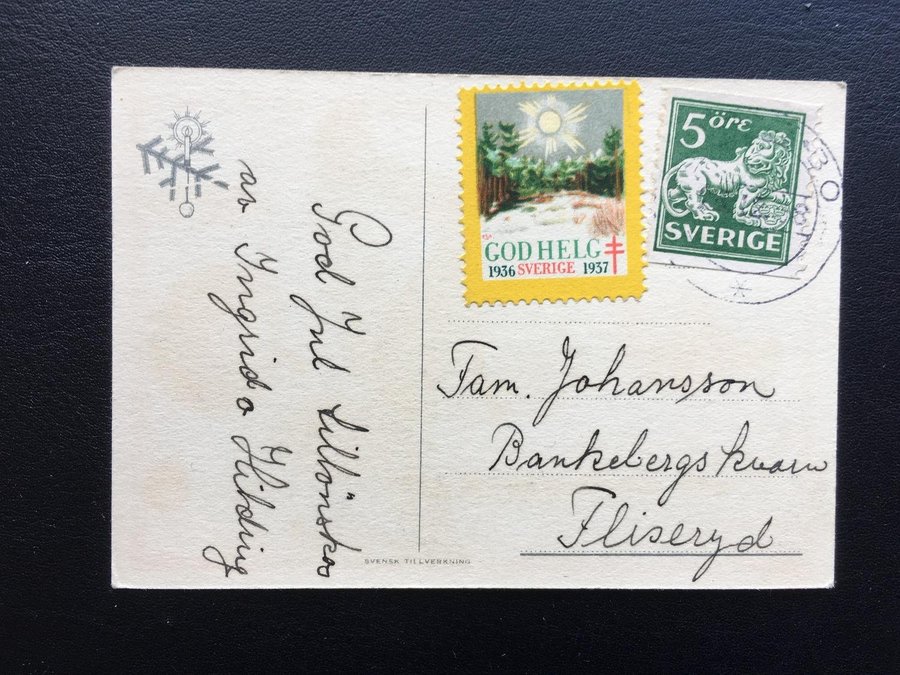 God Jul tillönskas
av Ingrid o Hilding
GOD HELG
1936 SVERIGE 1937
5 öre
SVERIGE
BO
Fam. Johansson
Bankebergs kvarn
Fliseryd
SVENSK TILLVERKNING